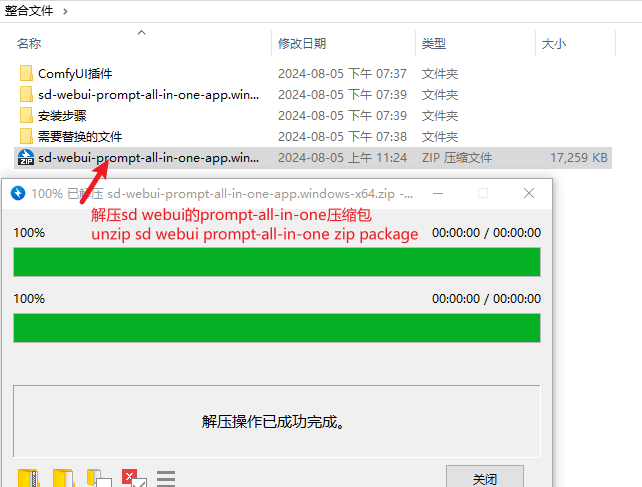 整合文件 >
名称 修改日期 类型 大小
ComfyUI插件 2024-08-05 下午 07:37 文件夹
sd-webui-prompt-all-in-one-app.win... 2024-08-05 下午 07:39 文件夹
安装步骤 2024-08-05 下午 07:39 文件夹
需要替换的文件 2024-08-05 下午 07:38 文件夹
ZIP sd-webui-prompt-all-in-one-app.win... 2024-08-05 上午 11:24 ZIP 压缩文件 17,259 KB
100% 已解压 sd-webui-prompt-all-in-one-app.windows-x64.zip -...
解压sd webui的prompt-all-in-one压缩包
100% unzip sd webui prompt-all-in-one zip package 00:00:00 / 00:00:00
100% 00:00:00 / 00:00:00
解压操作已成功完成。
关闭